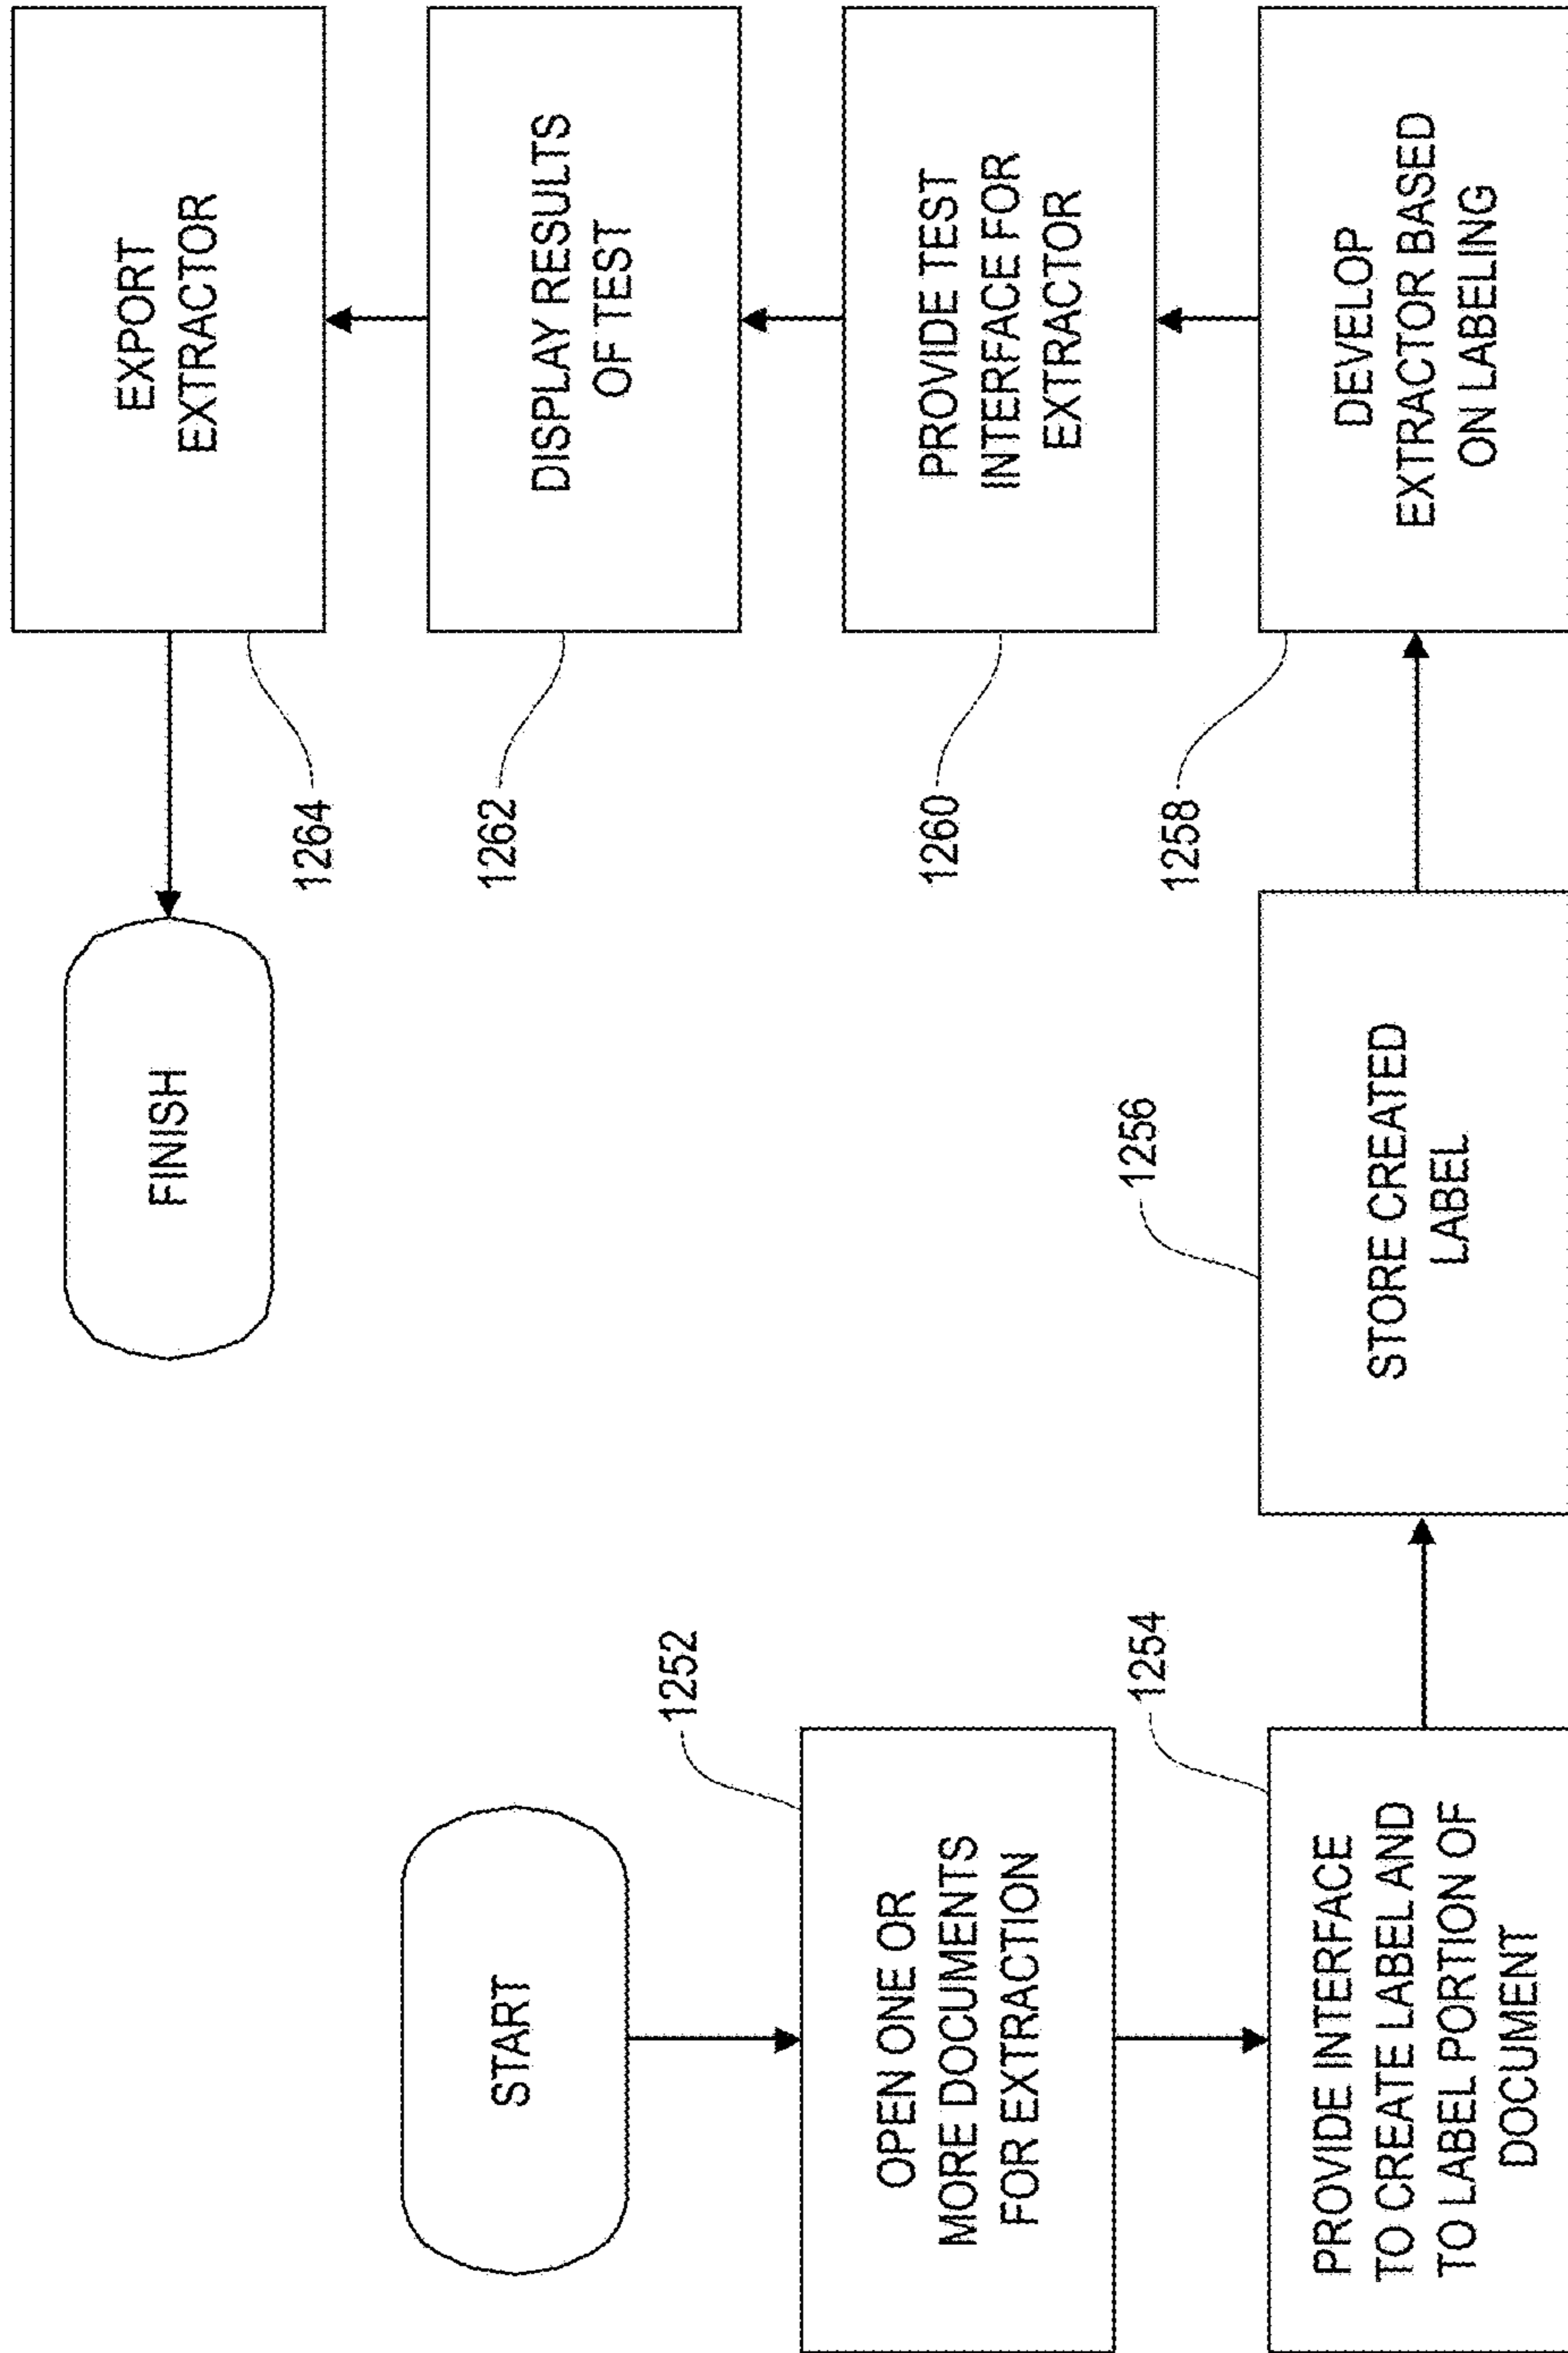 START
1252
OPEN ONE OR
MORE DOCUMENTS
FOR EXTRACTION
1254
PROVIDE INTERFACE
TO CREATE LABEL AND
TO LABEL PORTION OF
DOCUMENT
1256
STORE CREATED
LABEL
1258
DEVELOP
EXTRACTOR BASED
ON LABELING
1260
PROVIDE TEST
INTERFACE FOR
EXTRACTOR
1262
DISPLAY RESULTS
OF TEST
1264
EXPORT
EXTRACTOR
FINISH